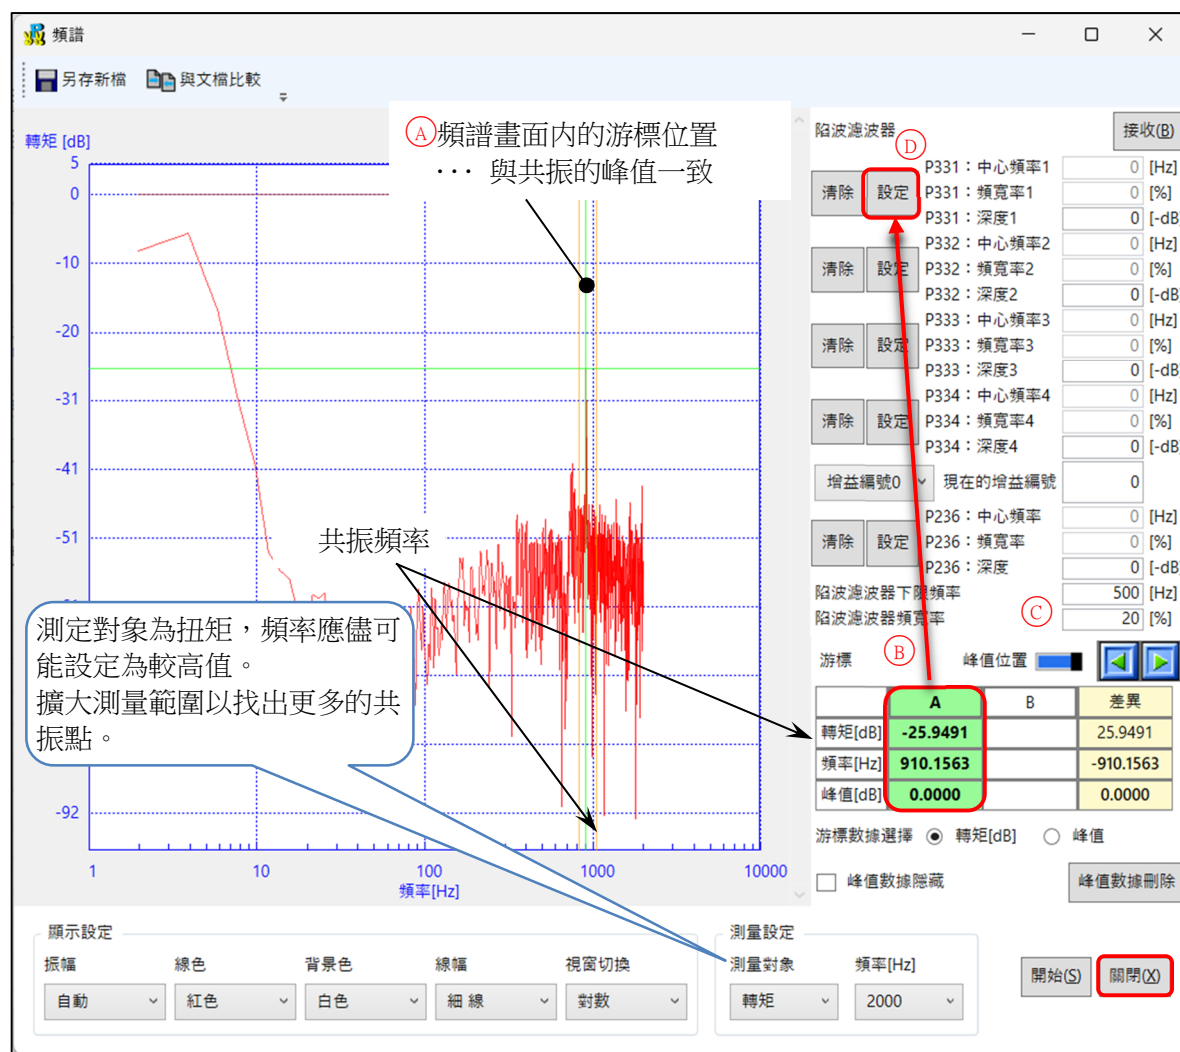 頻譜
另存新檔 與文檔比較
陷波濾波器
接收(B)
Ⓐ頻譜畫面内的游標位置
··· 與共振的峰值一致
Ⓓ
轉矩 [dB]
5
0
-10
-20
-31
-41
-51
-92
1 10 100 1000 10000
頻率[Hz]
共振頻率
測定對象為扭矩，頻率應儘可
能設定為較高值。
擴大測量範圍以找出更多的共
振點。
清除 設定
P331：中心頻率1 0 [Hz]
P331：頻寬率1 0 [%]
P331：深度1 0 [-dB]
清除 設定
P332：中心頻率2 0 [Hz]
P332：頻寬率2 0 [%]
P332：深度2 0 [-dB
清除 設定
P333：中心頻率3 0 [Hz]
P333：頻寬率3 0 [%]
P333：深度3 0 [-dB
清除 設定
P334：中心頻率4 0 [Hz]
P334：頻寬率4 0 [%]
P334：深度4 0 [-dB
增益編號0 現在的增益編號 0
清除 設定
P236：中心頻率 0 [Hz]
P236：頻寬率 0 [%]
P236：深度 0 [-dB
陷波濾波器下限頻率 500 [Hz]
陷波濾波器頻寬率 Ⓒ 20 [%]
游標 Ⓑ 峰值位置
A B 差異
轉矩[dB] -25.9491 25.9491
頻率[Hz] 910.1563 -910.1563
峰值[dB] 0.0000 0.0000
游標數據選擇 轉矩[dB] 峰值
峰值數據隱藏 峰值數據刪除
顯示設定
振幅 線色 背景色 線幅 視窗切換
自動 紅色 白色 細 線 對數
測量設定
測量對象 頻率[Hz]
轉矩 2000
開始(S) 關閉(X)